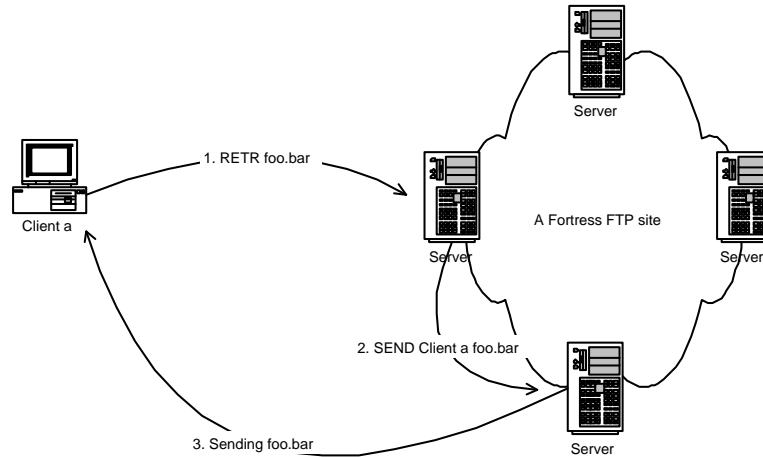 Server
1. RETR foo.bar
Client a
A Fortress FTP site
Server
Server
2. SEND Client a foo.bar
3. Sending foo.bar
Server